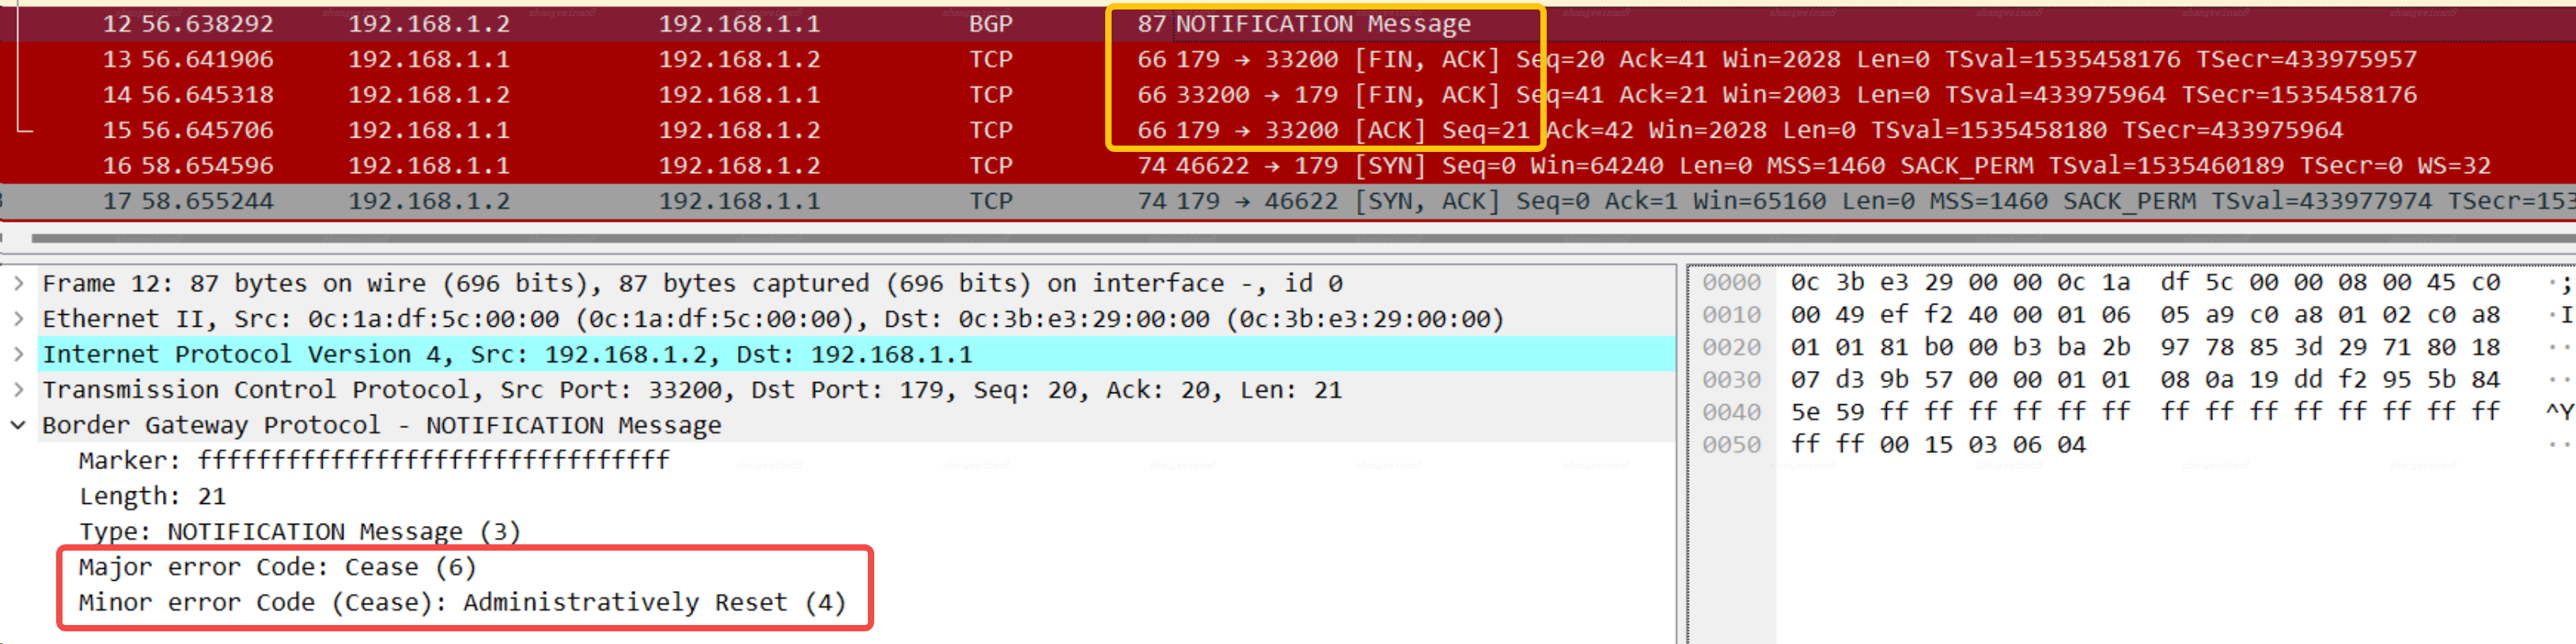 12 56.638292 192.168.1.2 192.168.1.1 BGP 87 NOTIFICATION Message
13 56.641906 192.168.1.1 192.168.1.2 TCP 66 179 → 33200 [FIN, ACK] Seq=20 Ack=41 Win=2028 Len=0 TSval=1535458176 TSecr=433975957
14 56.645318 192.168.1.2 192.168.1.1 TCP 66 33200 → 179 [FIN, ACK] Seq=41 Ack=21 Win=2003 Len=0 TSval=433975964 TSecr=1535458176
15 56.645706 192.168.1.1 192.168.1.2 TCP 66 179 → 33200 [ACK] Seq=21 Ack=42 Win=2028 Len=0 TSval=1535458180 TSecr=433975964
16 58.654596 192.168.1.1 192.168.1.2 TCP 74 46622 → 179 [SYN] Seq=0 Win=64240 Len=0 MSS=1460 SACK_PERM TSval=1535460189 TSecr=0 WS=32
17 58.655244 192.168.1.2 192.168.1.1 TCP 74 179 → 46622 [SYN, ACK] Seq=0 Ack=1 Win=65160 Len=0 MSS=1460 SACK_PERM TSval=433977974 TSecr=153
Frame 12: 87 bytes on wire (696 bits), 87 bytes captured (696 bits) on interface -, id 0
Ethernet II, Src: 0c:1a:df:5c:00:00 (0c:1a:df:5c:00:00), Dst: 0c:3b:e3:29:00:00 (0c:3b:e3:29:00:00)
Internet Protocol Version 4, Src: 192.168.1.2, Dst: 192.168.1.1
Transmission Control Protocol, Src Port: 33200, Dst Port: 179, Seq: 20, Ack: 20, Len: 21
Border Gateway Protocol - NOTIFICATION Message
Marker: ffffffffffffffffffffffffffffffff
Length: 21
Type: NOTIFICATION Message (3)
Major error Code: Cease (6)
Minor error Code (Cease): Administratively Reset (4)
0000 0c 3b e3 29 00 00 0c 1a df 5c 00 00 08 00 45 c0 ·;
0010 00 49 ef f2 40 00 01 06 05 a9 c0 a8 01 02 c0 a8 ·I
0020 01 01 81 b0 00 b3 ba 2b 97 78 85 3d 29 71 80 18 ··
0030 07 d3 9b 57 00 00 01 01 08 0a 19 dd f2 95 5b 84 ··
0040 5e 59 ff ff ff ff ff ff ff ff ff ff ff ff ff ff ^Y
0050 ff ff 00 15 03 06 04 ··